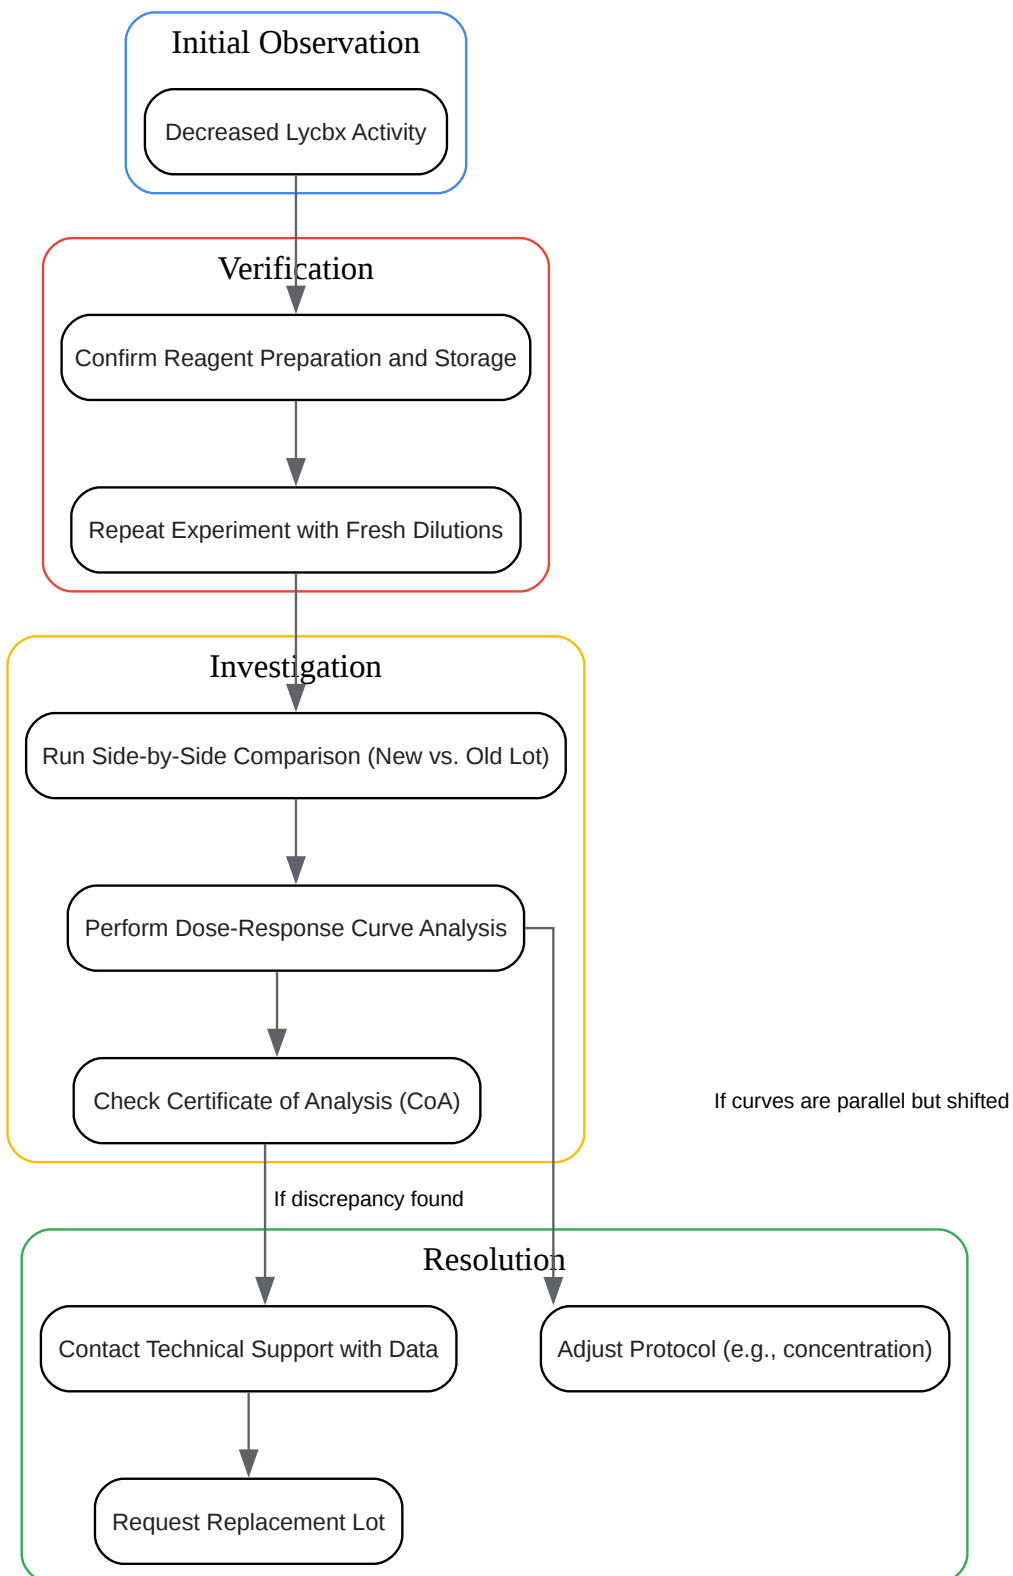 Initial Observation
Decreased Lycbx Activity
Verification
Confirm Reagent Preparation and Storage
Repeat Experiment with Fresh Dilutions
Investigation
Run Side-by-Side Comparison (New vs. Old Lot)
Perform Dose-Response Curve Analysis
Check Certificate of Analysis (CoA)
If curves are parallel but shifted
If discrepancy found
Resolution
Contact Technical Support with Data
Adjust Protocol (e.g., concentration)
Request Replacement Lot